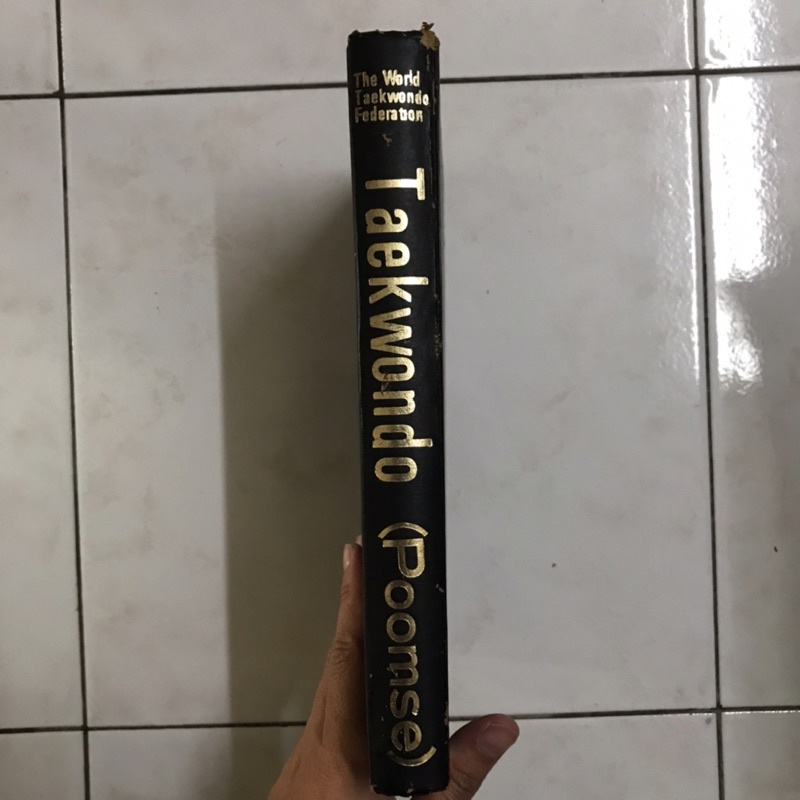 The World
Taekwondo
Federation
Taekwondo (Poomse)